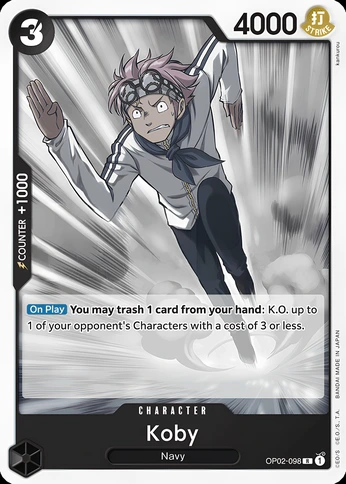 3
4000
打
STRIKE
kankurou
COUNTER +1000
On Play You may trash 1 card from your hand: K.O. up to
1 of your opponent's Characters with a cost of 3 or less.
BANDAI MADE IN JAPAN
©E/S ©E.O./S., T.A.
CHARACTER
Koby
Navy
OP02-098 R 1